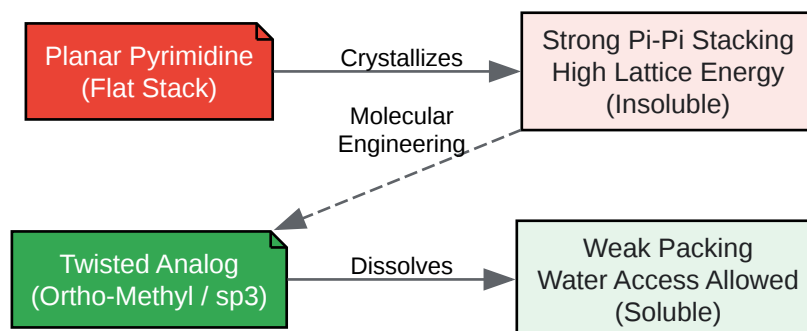 Planar Pyrimidine
(Flat Stack)
Crystallizes
Strong Pi-Pi Stacking
High Lattice Energy
(Insoluble)
Molecular
Engineering
Twisted Analog
(Ortho-Methyl / sp3)
Dissolves
Weak Packing
Water Access Allowed
(Soluble)